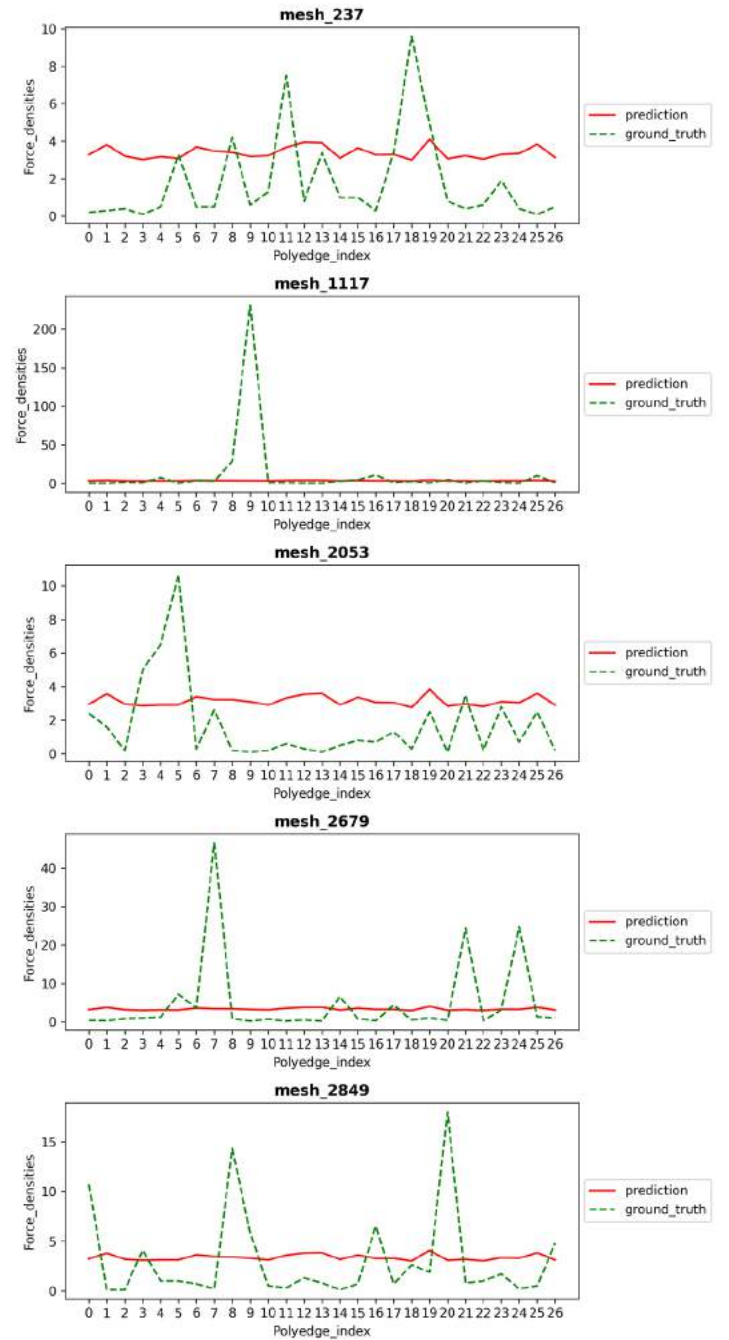 mesh_237
10
8
6
4
2
0
Force_densities
0 1 2 3 4 5 6 7 8 9 10 11 12 13 14 15 16 17 18 19 20 21 22 23 24 25 26
Polyedge_index
prediction
ground_truth
mesh_1117
200
150
100
50
0
Force_densities
0 1 2 3 4 5 6 7 8 9 10 11 12 13 14 15 16 17 18 19 20 21 22 23 24 25 26
Polyedge_index
prediction
ground_truth
mesh_2053
10
8
6
4
2
0
Force_densities
0 1 2 3 4 5 6 7 8 9 10 11 12 13 14 15 16 17 18 19 20 21 22 23 24 25 26
Polyedge_index
prediction
ground_truth
mesh_2679
40
30
20
10
0
Force_densities
0 1 2 3 4 5 6 7 8 9 10 11 12 13 14 15 16 17 18 19 20 21 22 23 24 25 26
Polyedge_index
prediction
ground_truth
mesh_2849
15
10
5
0
Force_densities
0 1 2 3 4 5 6 7 8 9 10 11 12 13 14 15 16 17 18 19 20 21 22 23 24 25 26
Polyedge_index
prediction
ground_truth